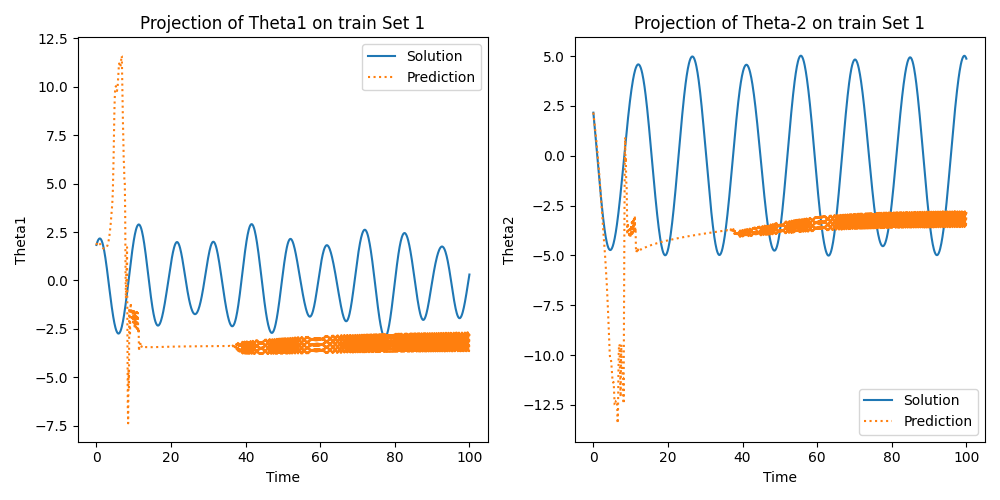 Projection of Theta1 on train Set 1
12.5
10.0
7.5
5.0
2.5
0.0
−2.5
−5.0
−7.5
Theta1
0 20 40 60 80 100
Time
Solution
Prediction
Projection of Theta-2 on train Set 1
5.0
2.5
0.0
−2.5
−5.0
−7.5
−10.0
−12.5
Theta2
0 20 40 60 80 100
Time
Solution
Prediction